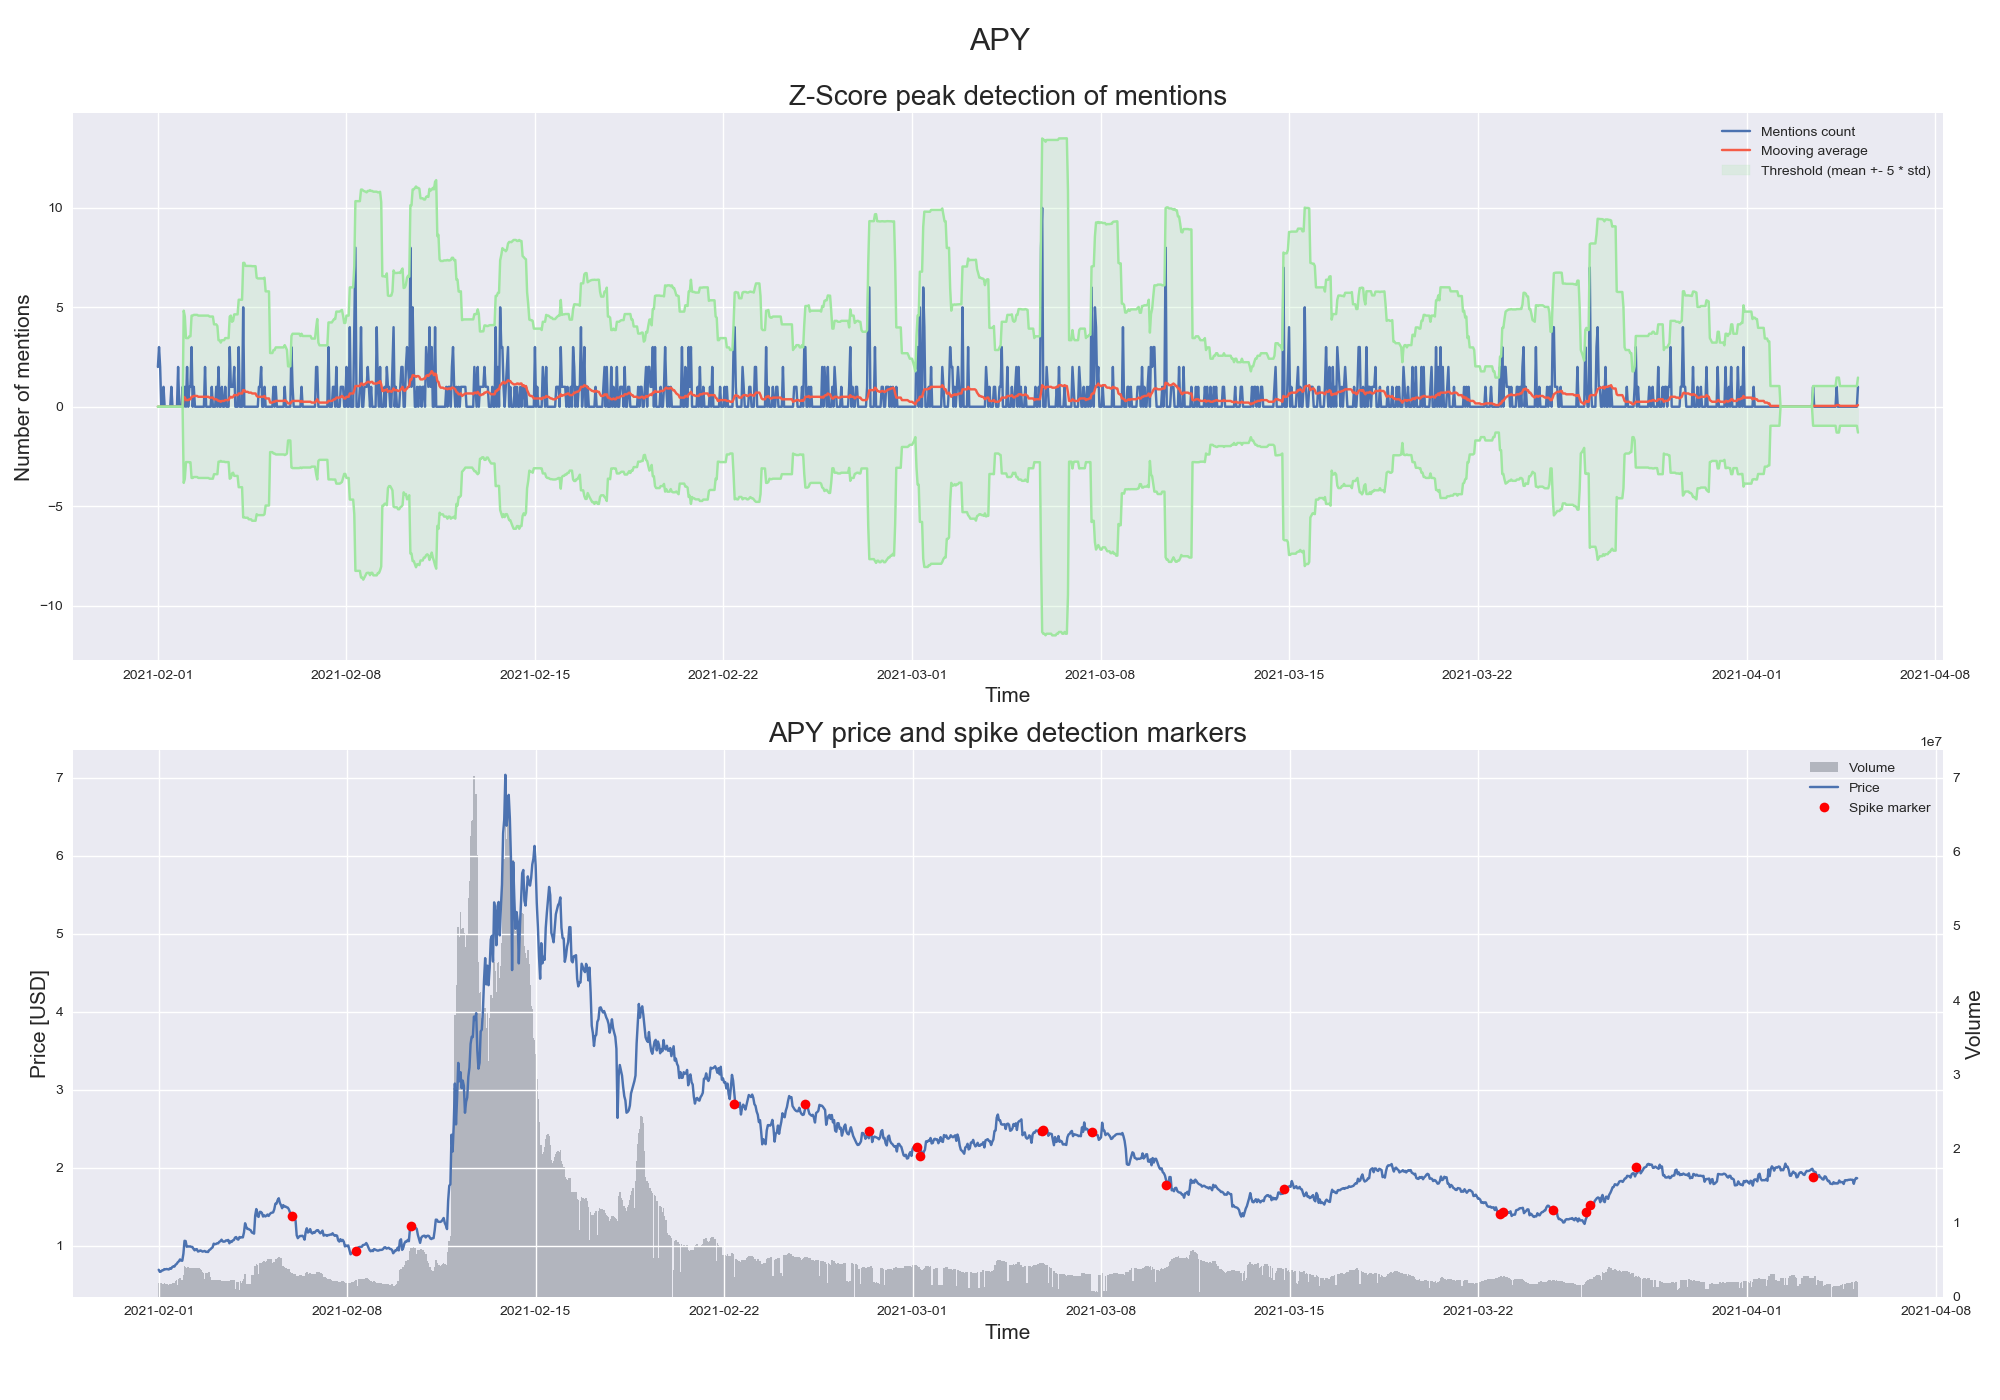 APY
Z-Score peak detection of mentions
Mentions count
Mooving average
Threshold (mean +- 5 * std)
Number of mentions
10
5
0
−5
−10
2021-02-01 2021-02-08 2021-02-15 2021-02-22 2021-03-01 2021-03-08 2021-03-15 2021-03-22 2021-04-01 2021-04-08
Time
APY price and spike detection markers
1e7
Volume
Price
Spike marker
Price [USD]
7
6
5
4
3
2
1
7
6
5
4
3
2
1
0
Volume
2021-02-01 2021-02-08 2021-02-15 2021-02-22 2021-03-01 2021-03-08 2021-03-15 2021-03-22 2021-04-01 2021-04-08
Time